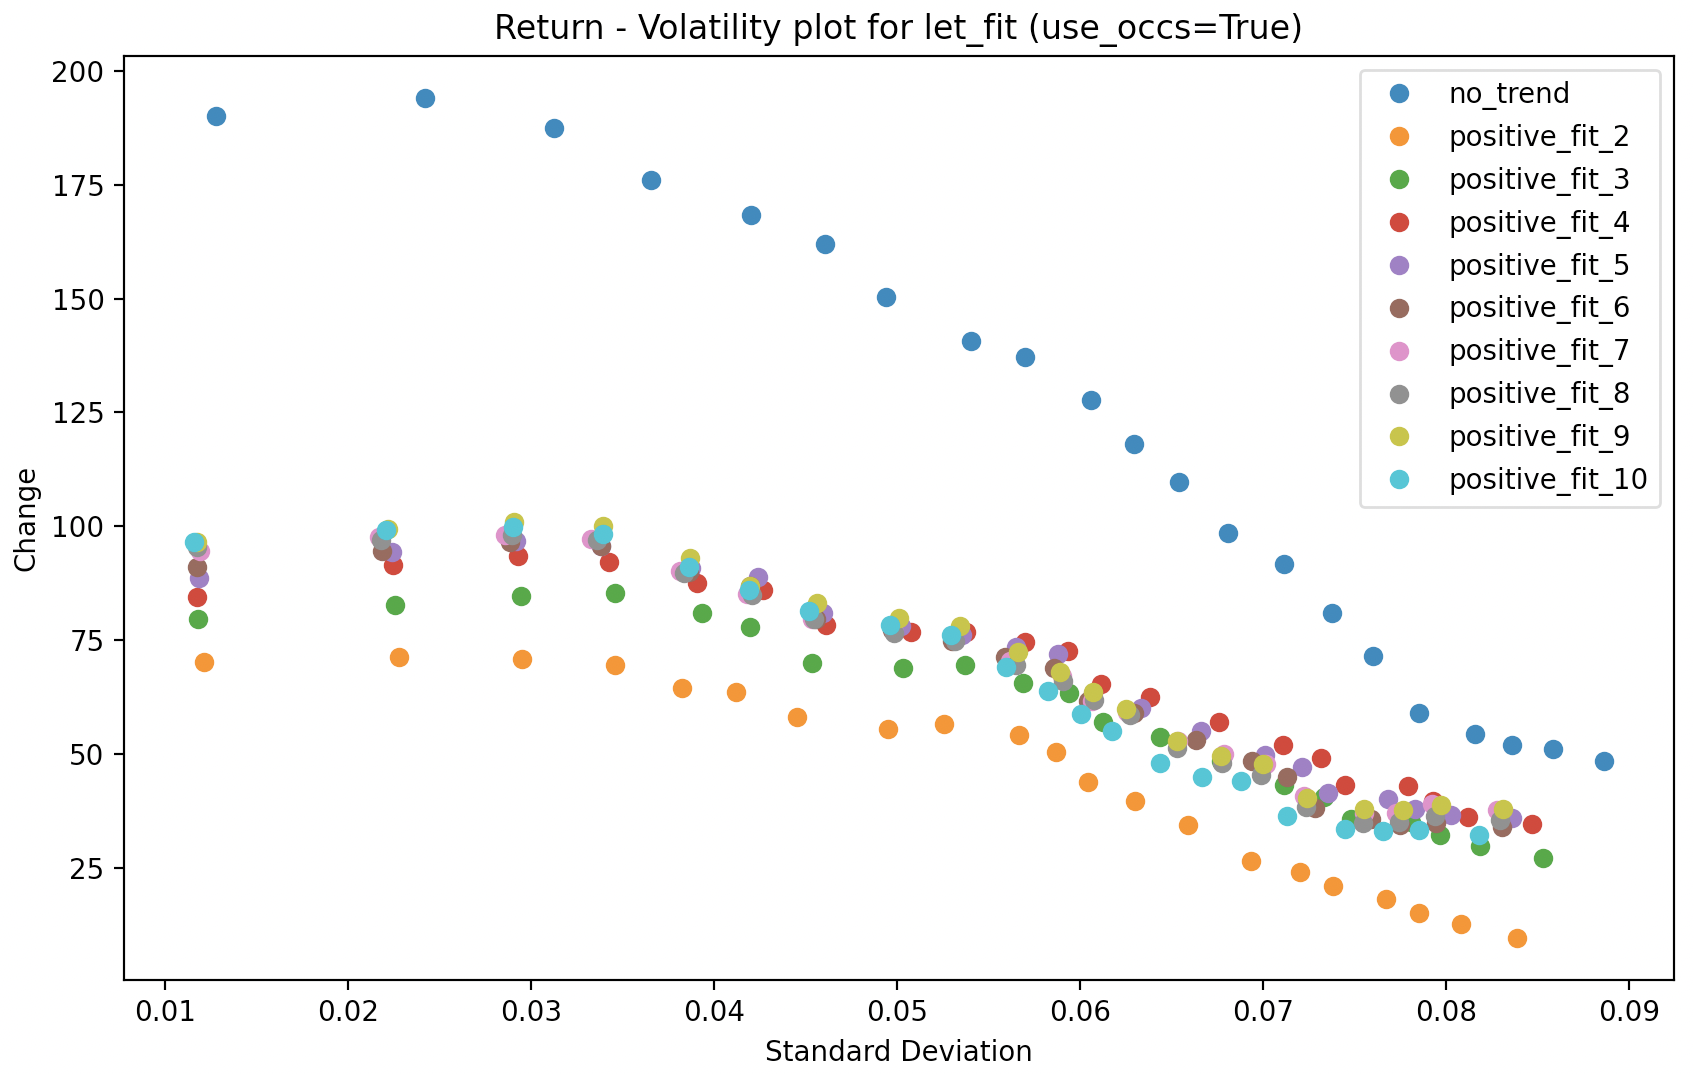 Return - Volatility plot for let_fit (use_occs=True)
200
175
150
125
100
75
50
25
Change
no_trend
positive_fit_2
positive_fit_3
positive_fit_4
positive_fit_5
positive_fit_6
positive_fit_7
positive_fit_8
positive_fit_9
positive_fit_10
0.01 0.02 0.03 0.04 0.05 0.06 0.07 0.08 0.09
Standard Deviation